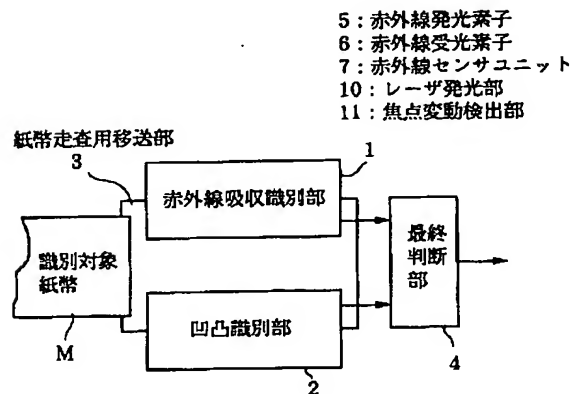 5：赤外線発光素子
6：赤外線受光素子
7：赤外線センサユニット
10：レーザ発光部
11：焦点変動検出部
紙幣走査用移送部
3
1
赤外線吸収識別部
識別対象
紙幣
M
凹凸識別部
2
最終
判断
部
4